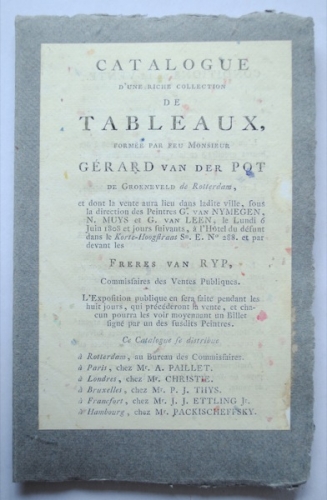 CATALOGUE
D'UNE RICHE COLLECTION
DE
TABLEAUX,
FORMÉE PAR FEU MONSIEUR
GÉRARD VAN DER POT
DE GROENEVELD de Rotterdam,
et dont la vente aura lieu dans ladite ville, sous
la direction des Peintres Gt. VAN NYMEGEN,
N. MUYS et G. VAN LEEN, le Lundi 6
Juin 1808 et jours suivants, à l'Hôtel du défunt
dans le Korte-Hoogstraat Sn. E. No 288. et par
devant les
FRERES VAN RYP,
Commissaires des Ventes Publiques.
L'Exposition publique en sera faite pendant les
huit jours, qui précéderont la vente, et cha-
cun pourra les voir moyennant un Billet
signé par un des susdits Peintres.
Ce Catalogue se distribue
à Rotterdam, au Bureau des Commissaires.
à Paris, chez Mr. A. PAILLET.
à Londres, chez Mr. CHRISTIE.
à Bruxelles, chez Mr. P. J. THYS.
à Francfort, chez Mr. J. J. ETTLING Jr.
à Hambourg, chez Mr. PACKISCHEFFSKY.